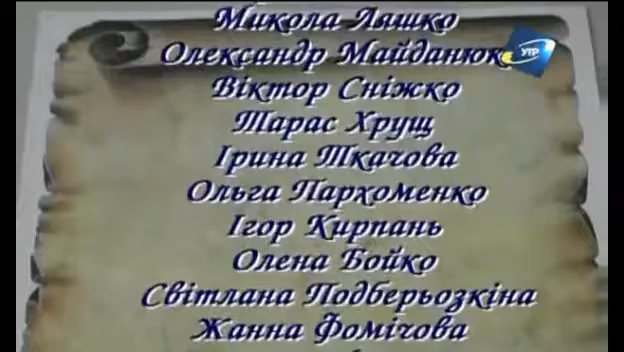 Микола Ляшко
Олександр Майданюк
УТР
Віктор Сніжко
Тарас Хрущ
Ірина Ткачова
Ольга Пархоменко
Ігор Кирпань
Олена Бойко
Світлана Подберьозкіна
Жанна Фомічова